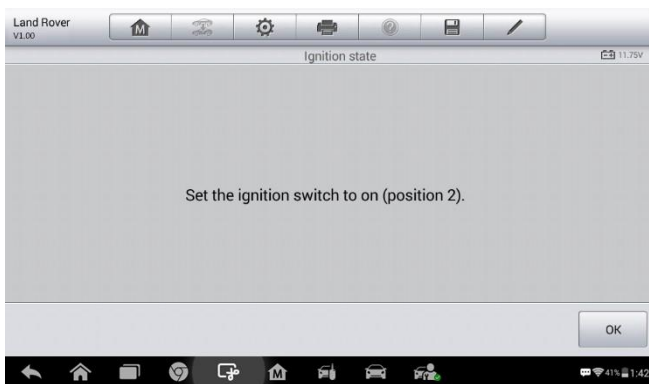 Land Rover
V1.00
M
?
Ignition state
11.75V
Set the ignition switch to on (position 2).
OK
M
41%
1:42